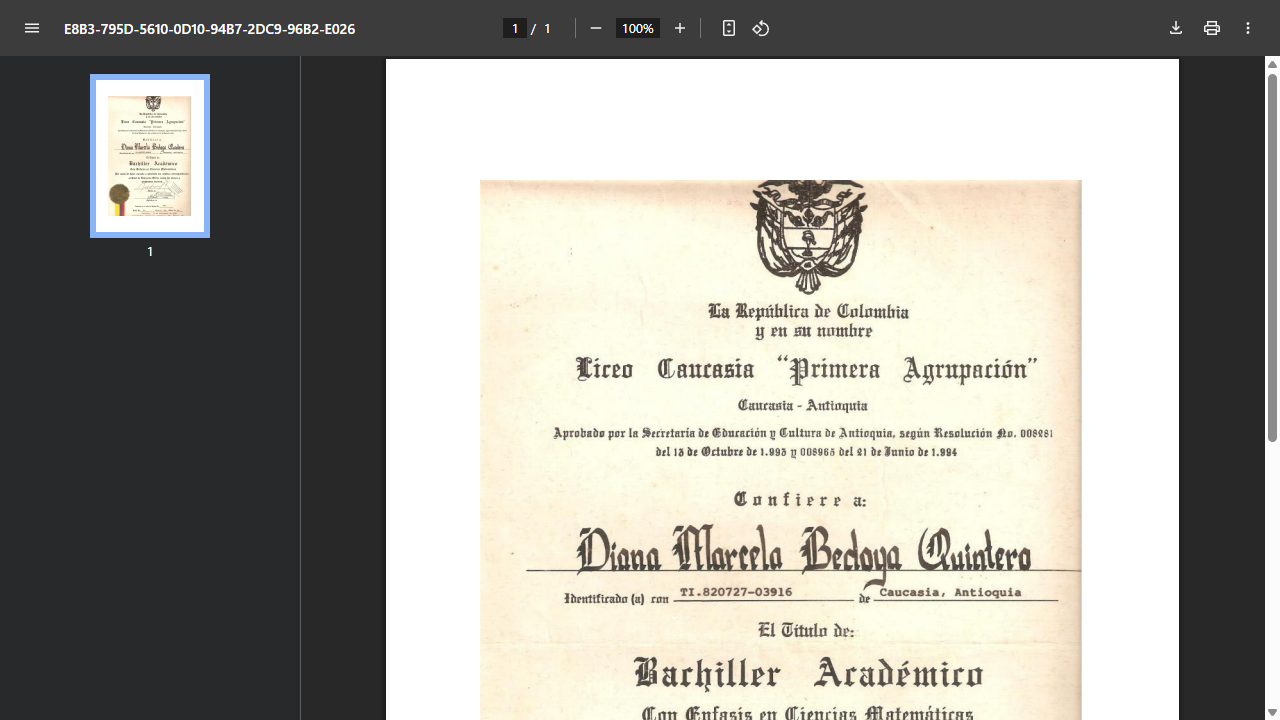 E8B3-795D-5610-0D10-94B7-2DC9-96B2-E026
1 / 1
100%
1
La República de Colombia
y en su nombre
Liceo Caucasia "Primera Agrupación"
Caucasia - Antioquia
Aprobado por la Secretaría de Educación y Cultura de Antioquia, según Resolución No. 008281
del 13 de Octubre de 1.993 y 008965 del 21 de Junio de 1.994
Confiere a:
Diana Marcela Bedoya Quintero
Identificado (a) con TI.820727-03916 de Caucasia, Antioquia
El Título de:
Bachiller Académico
Con Enfasis en Ciencias Matemáticas